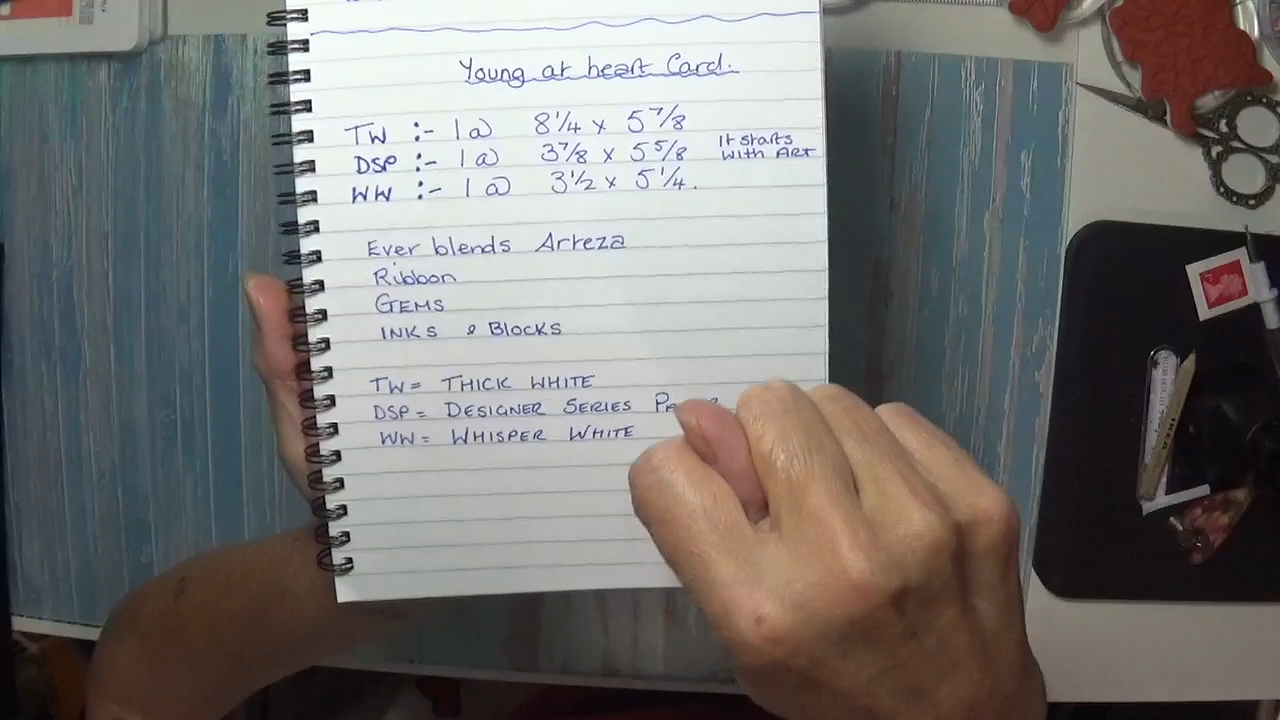 Young at heart Card.
TW :- 1 @ 8 1/4 x 5 7/8
DSP :- 1 @ 3 7/8 x 5 5/8 It starts
with ART
WW :- 1 @ 3 1/2 x 5 1/4.
Ever blends Arteza
Ribbon
GEMS
INKS & BLOCKS
TW = THICK WHITE
DSP = DESIGNER SERIES
WW = WHISPER WHITE
IKEA